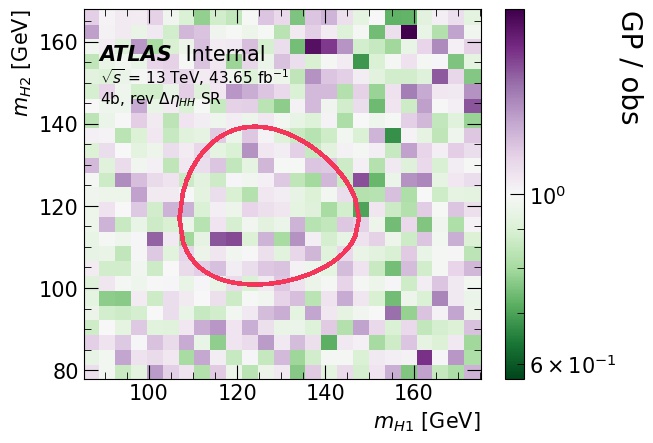 ATLAS Internal
√s = 13 TeV, 43.65 fb⁻¹
4b, rev Δη_HH SR
m_H2 [GeV]
160
140
120
100
80
100 120 140 160
m_H1 [GeV]
GP / obs
10⁰
6 × 10⁻¹